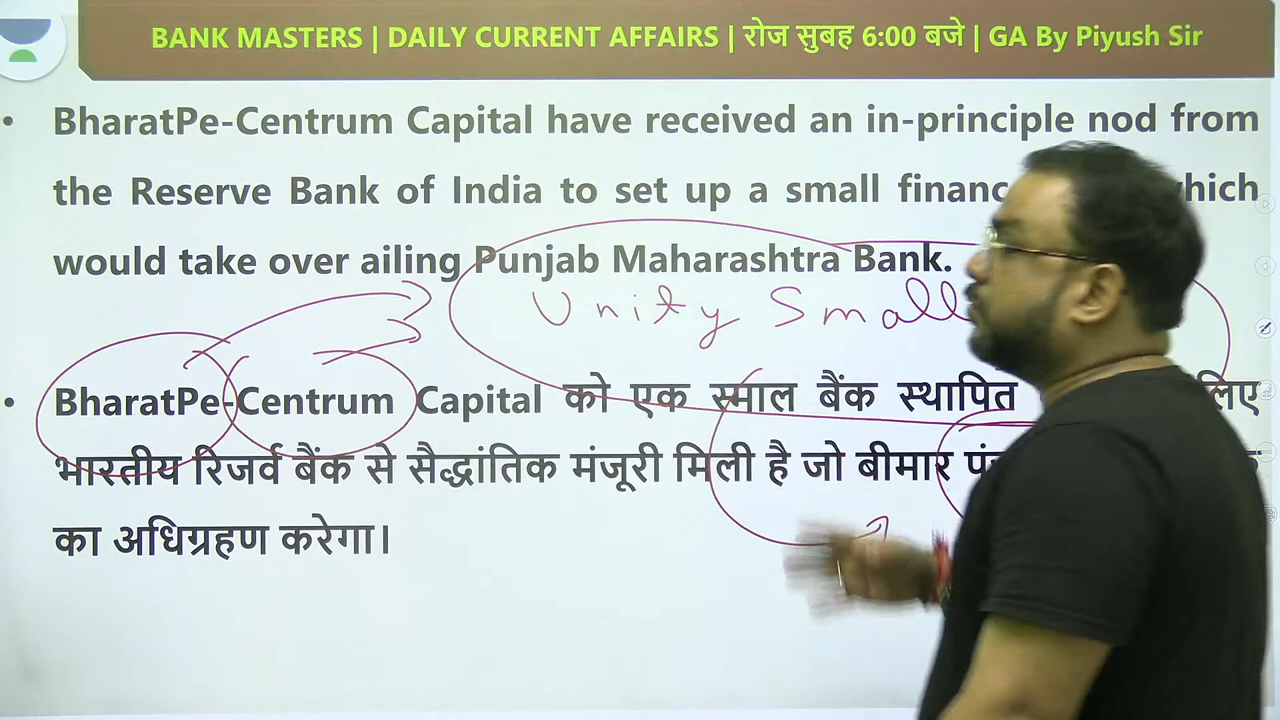 BANK MASTERS | DAILY CURRENT AFFAIRS | रोज सुबह 6:00 बजे | GA By Piyush Sir
• BharatPe-Centrum Capital have received an in-principle nod from
the Reserve Bank of India to set up a small financ which
would take over ailing Punjab Maharashtra Bank.
Unity Small
• BharatPe-Centrum Capital को एक स्माल बैंक स्थापित लिए
भारतीय रिजर्व बैंक से सैद्धांतिक मंजूरी मिली है जो बीमार
का अधिग्रहण करेगा।